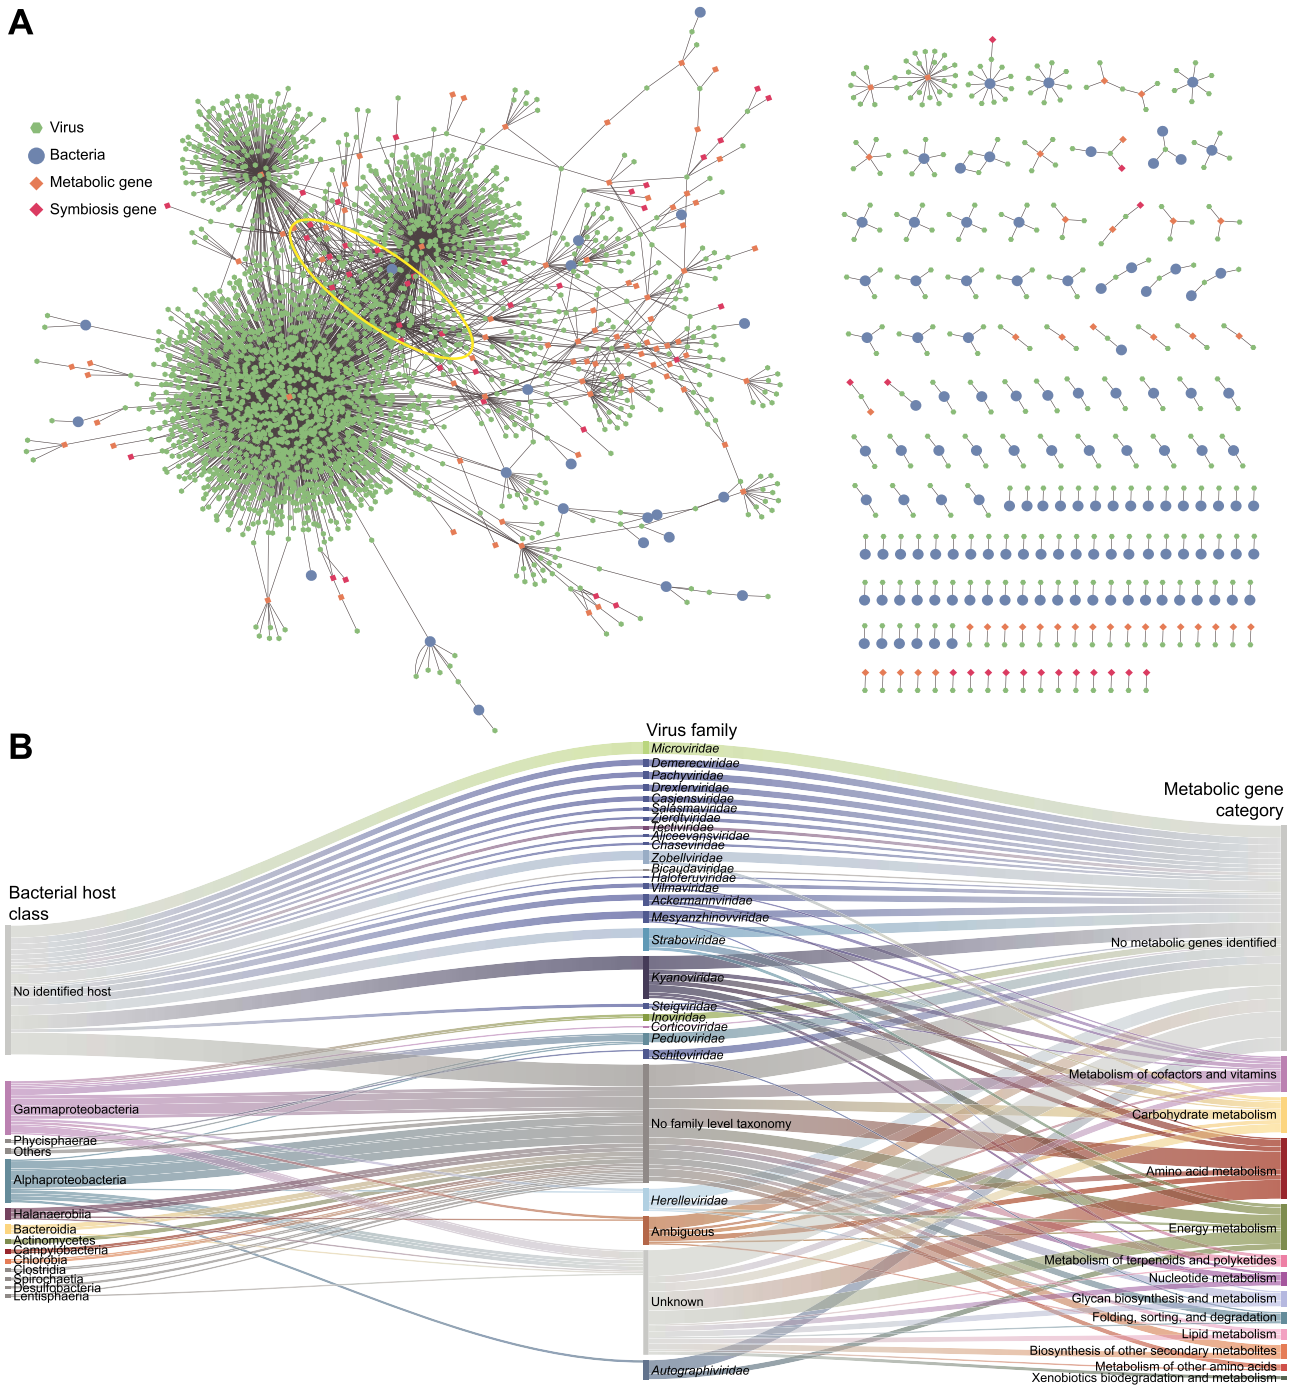 A
Virus
Bacteria
Metabolic gene
Symbiosis gene
B
Bacterial host
class
No identified host
Gammaproteobacteria
Phycisphaerae
Others
Alphaproteobacteria
Halanaerobiia
Bacteroidia
Actinomycetes
Campylobacteria
Chlorobia
Clostridia
Spirochaetia
Desulfobacteria
Lentisphaeria
Virus family
Microviridae
Demerecviridae
Pachyviridae
Drexlerviridae
Casjensviridae
Salasmaviridae
Zierdtviridae
Tectiviridae
Aliceevansviridae
Chaseviridae
Zobellviridae
Bicaudaviridae
Haloferuviridae
Vilmaviridae
Ackermannviridae
Mesyanzhinovviridae
Straboviridae
Kyanoviridae
Steigviridae
Inoviridae
Corticoviridae
Peduoviridae
Schitoviridae
No family level taxonomy
Herelleviridae
Ambiguous
Unknown
Autographiviridae
Metabolic gene
category
No metabolic genes identified
Metabolism of cofactors and vitamins
Carbohydrate metabolism
Amino acid metabolism
Energy metabolism
Metabolism of terpenoids and polyketides
Nucleotide metabolism
Glycan biosynthesis and metabolism
Folding, sorting, and degradation
Lipid metabolism
Biosynthesis of other secondary metabolites
Metabolism of other amino acids
Xenobiotics biodegradation and metabolism